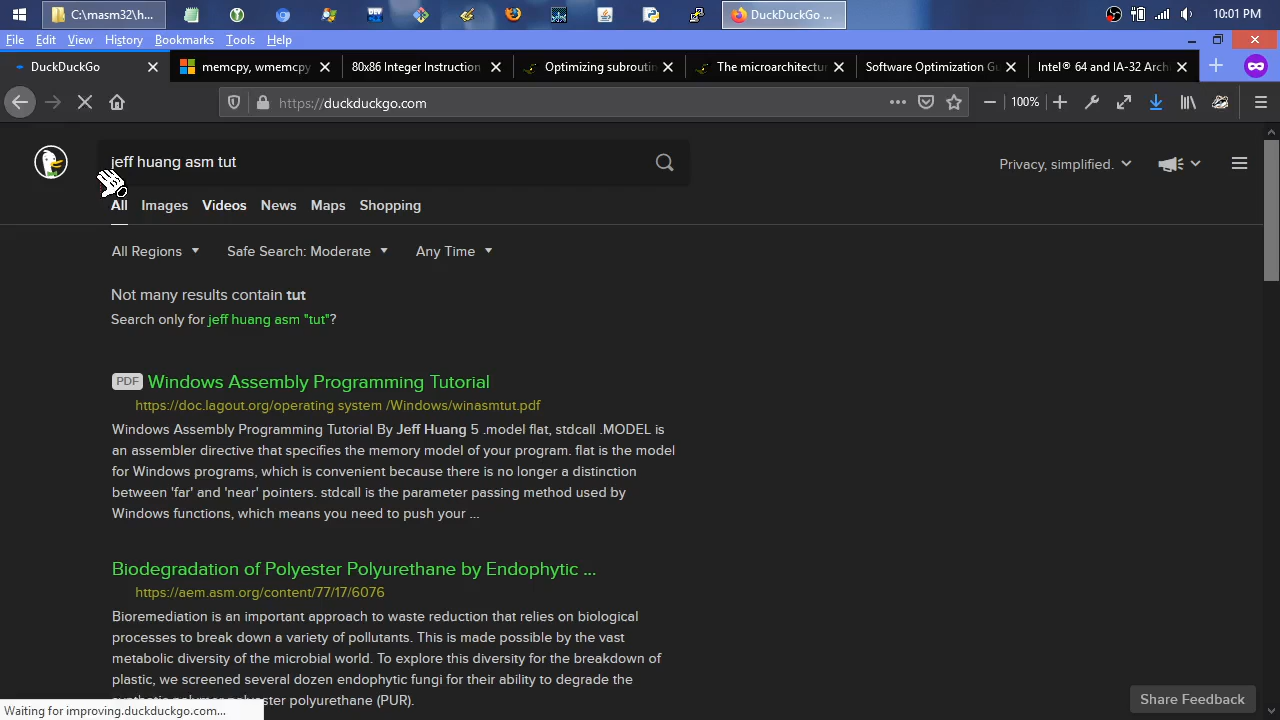 C:\masm32\h...
DuckDuckGo ...
10:01 PM
File Edit View History Bookmarks Tools Help
DuckDuckGo
memcpy, wmemcpy
80x86 Integer Instruction
Optimizing subroutin
The microarchitectur
Software Optimization Gu
Intel® 64 and IA-32 Arch
https://duckduckgo.com
100%
jeff huang asm tut
Privacy, simplified.
All Images Videos News Maps Shopping
All Regions Safe Search: Moderate Any Time
Not many results contain tut
Search only for jeff huang asm "tut"?
PDF Windows Assembly Programming Tutorial
https://doc.lagout.org/operating system /Windows/winasmtut.pdf
Windows Assembly Programming Tutorial By Jeff Huang 5 .model flat, stdcall .MODEL is
an assembler directive that specifies the memory model of your program. flat is the model
for Windows programs, which is convenient because there is no longer a distinction
between 'far' and 'near' pointers. stdcall is the parameter passing method used by
Windows functions, which means you need to push your ...
Biodegradation of Polyester Polyurethane by Endophytic ...
https://aem.asm.org/content/77/17/6076
Bioremediation is an important approach to waste reduction that relies on biological
processes to break down a variety of pollutants. This is made possible by the vast
metabolic diversity of the microbial world. To explore this diversity for the breakdown of
plastic, we screened several dozen endophytic fungi for their ability to degrade the
synthetic polymer polyester polyurethane (PUR).
Share Feedback
Waiting for improving.duckduckgo.com...